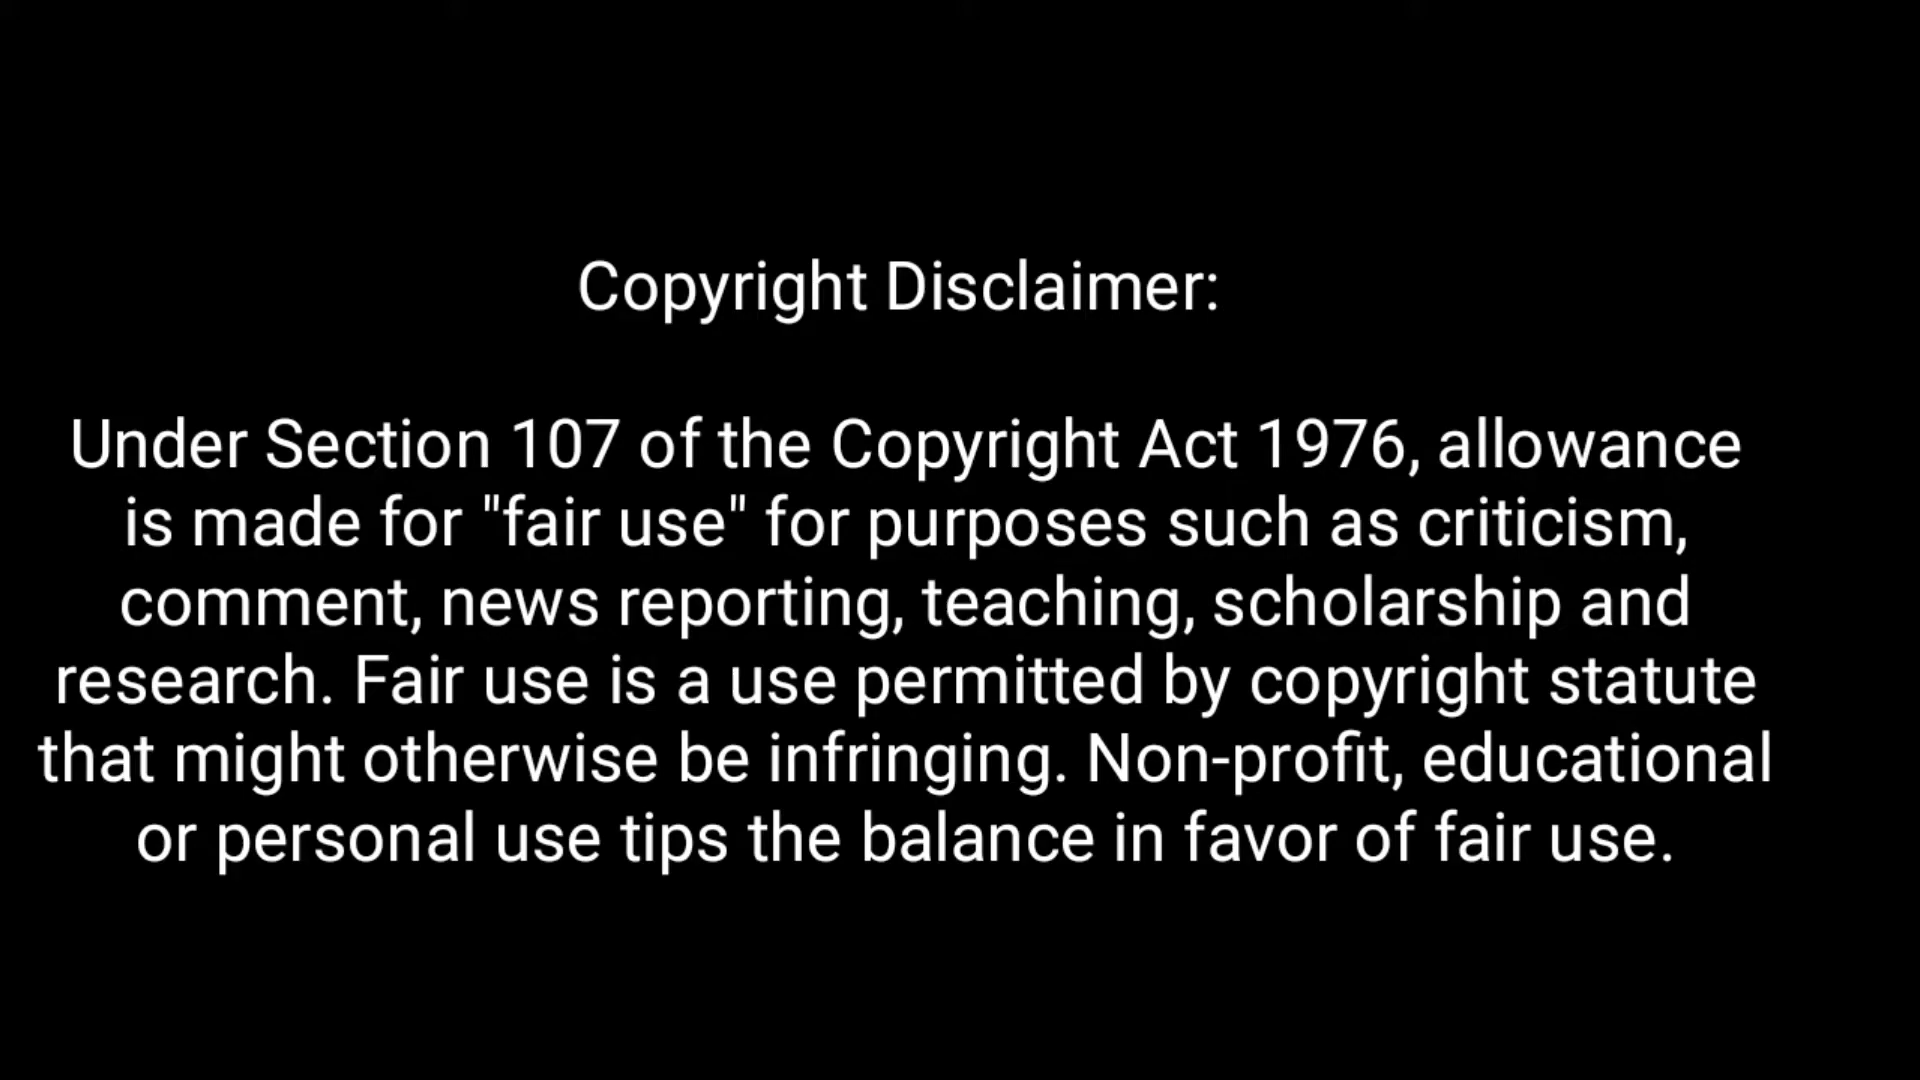 Copyright Disclaimer:
Under Section 107 of the Copyright Act 1976, allowance
is made for "fair use" for purposes such as criticism,
comment, news reporting, teaching, scholarship and
research. Fair use is a use permitted by copyright statute
that might otherwise be infringing. Non-profit, educational
or personal use tips the balance in favor of fair use.